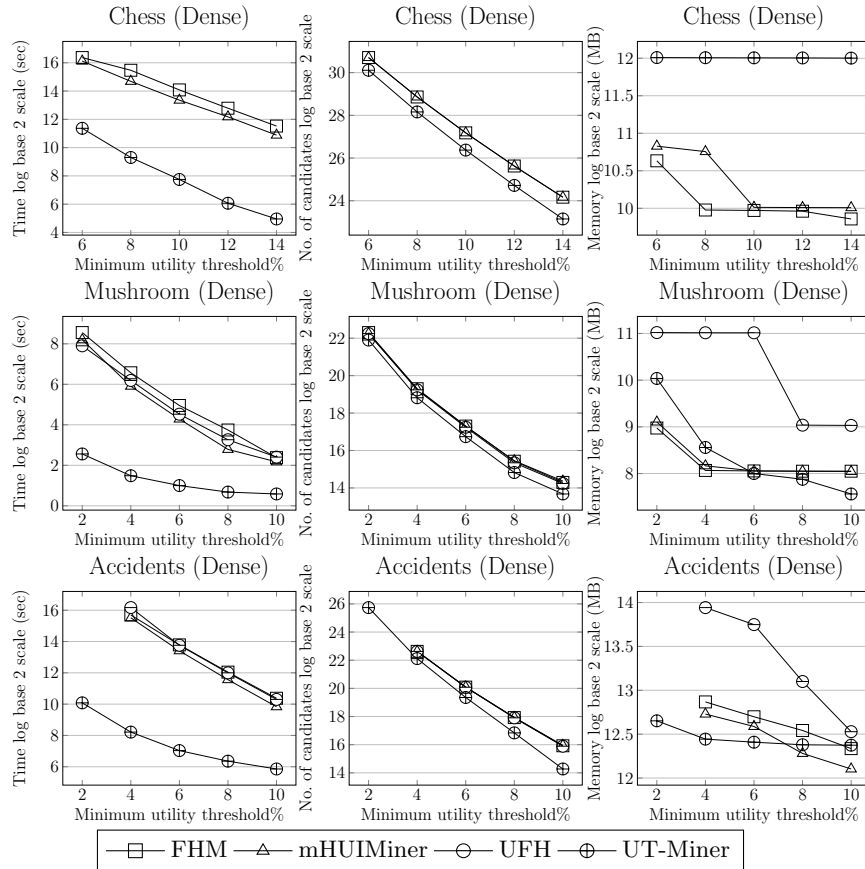 Chess (Dense)
Time log base 2 scale (sec)
16
14
12
10
8
6
4
6 8 10 12 14
Minimum utility threshold%
Chess (Dense)
No. of candidates log base 2 scale
30
28
26
24
6 8 10 12 14
Minimum utility threshold%
Chess (Dense)
Memory log base 2 scale (MB)
12
11.5
11
10.5
10
6 8 10 12 14
Minimum utility threshold%
Mushroom (Dense)
Time log base 2 scale (sec)
8
6
4
2
0
2 4 6 8 10
Minimum utility threshold%
Mushroom (Dense)
No. of candidates log base 2 scale
22
20
18
16
14
2 4 6 8 10
Minimum utility threshold%
Mushroom (Dense)
Memory log base 2 scale (MB)
11
10
9
8
2 4 6 8 10
Minimum utility threshold%
Accidents (Dense)
Time log base 2 scale (sec)
16
14
12
10
8
6
2 4 6 8 10
Minimum utility threshold%
Accidents (Dense)
No. of candidates log base 2 scale
26
24
22
20
18
16
14
2 4 6 8 10
Minimum utility threshold%
Accidents (Dense)
Memory log base 2 scale (MB)
14
13.5
13
12.5
12
2 4 6 8 10
Minimum utility threshold%
FHM mHUIMiner UFH UT-Miner